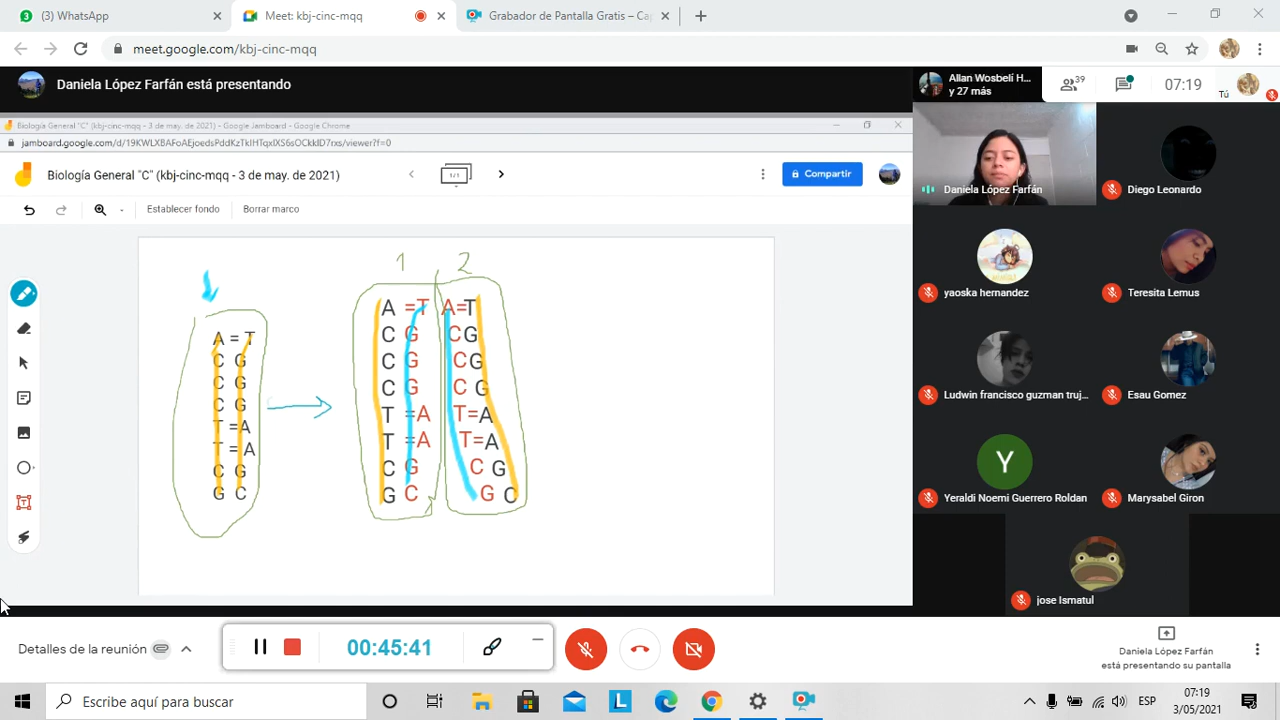 (3) WhatsApp
Meet: kbj-cinc-mqq
Grabador de Pantalla Gratis – Ca
meet.google.com/kbj-cinc-mqq
Daniela López Farfán está presentando
Allan Wosbelí H...
y 27 más
39
07:19
Tú
Biología General "C" (kbj-cinc-mqq - 3 de may. de 2021) - Google Jamboard - Google Chrome
jamboard.google.com/d/19KWLXBAFoAEjoedsPddKzTkIHTqxIXS6sOCkklD7rxs/viewer?f=0
Biología General "C" (kbj-cinc-mqq - 3 de may. de 2021)
1/1
Compartir
Establecer fondo
Borrar marco
1 2
A = T
C G
C G
C G
T = A
T = A
C G
G C
A =T A=T
C G CG
C G CG
C G C G
T =A T=A
T =A T=A
C G C G
G C G C
Daniela López Farfán
Diego Leonardo
yaoska hernandez
Teresita Lemus
Ludwin francisco guzman truj...
Esau Gomez
Y
Yeraldi Noemi Guerrero Roldan
Marysabel Giron
jose Ismatul
Detalles de la reunión
00:45:41
Daniela López Farfán
está presentando su pantalla
Escribe aquí para buscar
ESP
07:19
3/05/2021